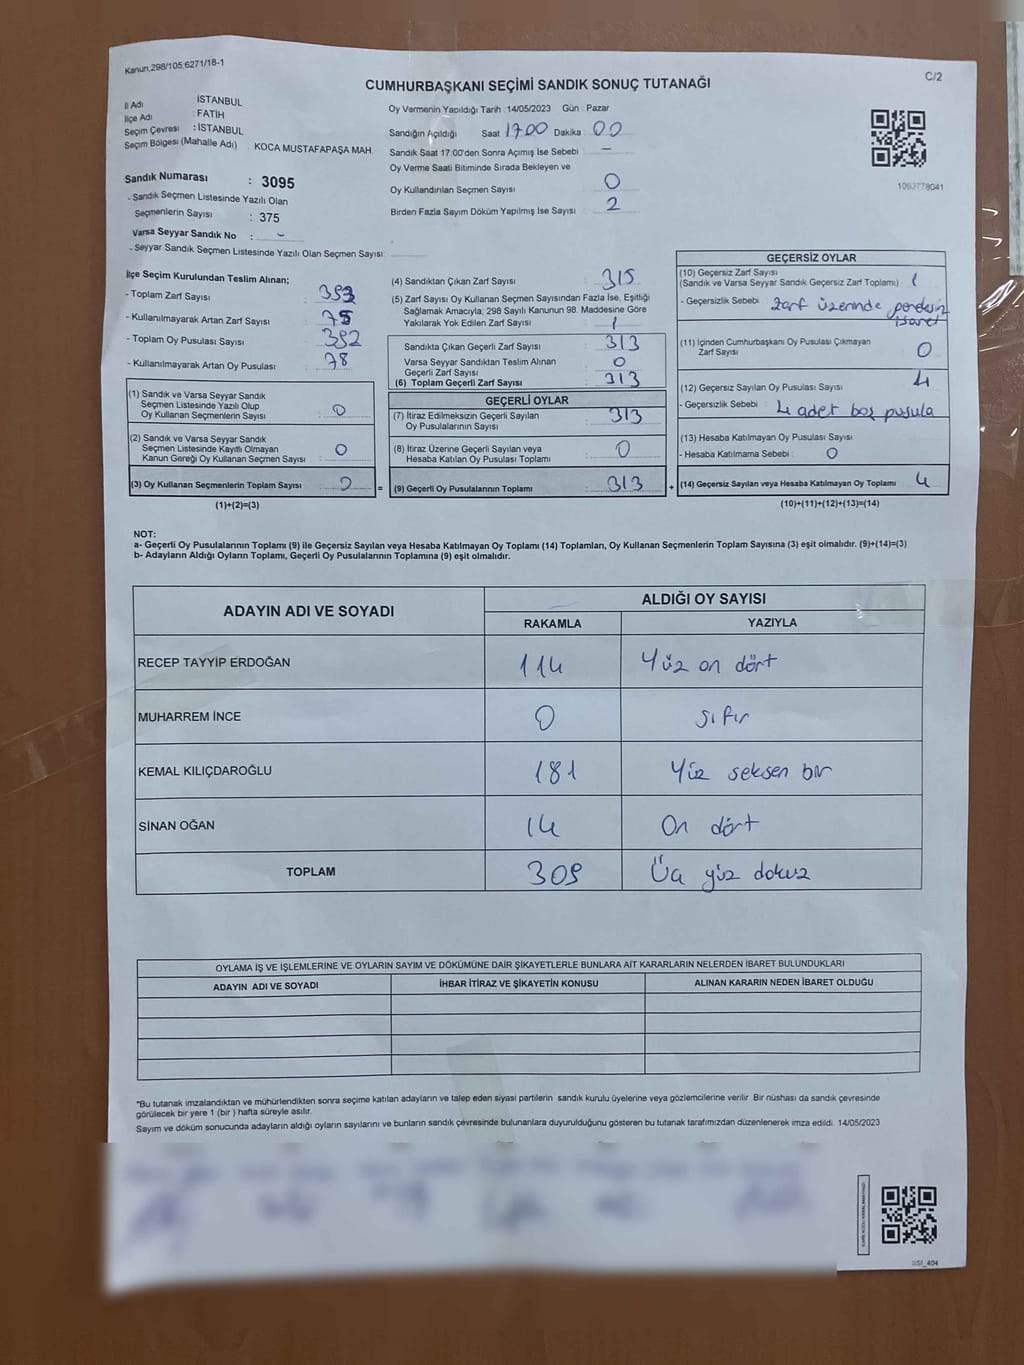 Kanun 298/105,6271/18-1
C/2
CUMHURBAŞKANI SEÇİMİ SANDIK SONUÇ TUTANAĞI
İl Adı : İSTANBUL
İlçe Adı : FATİH
Seçim Çevresi : İSTANBUL
Seçim Bölgesi (Mahalle Adı) : KOCA MUSTAFAPAŞA MAH.
Sandık Numarası : 3095
- Sandık Seçmen Listesinde Yazılı Olan
Seçmenlerin Sayısı : 375
Varsa Seyyar Sandık No : -
- Seyyar Sandık Seçmen Listesinde Yazılı Olan Seçmen Sayısı:
Oy Vermenin Yapıldığı Tarih : 14/05/2023 Gün : Pazar
Sandığın Açıldığı Saat 17:00 Dakika 00
Sandık Saat 17:00'den Sonra Açımış İse Sebebi : -
Oy Verme Saati Bitiminde Sırada Bekleyen ve
Oy Kullandırılan Seçmen Sayısı : 0
Birden Fazla Sayım Döküm Yapılmış İse Sayısı : 2
1093778041
İlçe Seçim Kurulundan Teslim Alınan;
- Toplam Zarf Sayısı : 393
- Kullanılmayarak Artan Zarf Sayısı : 75
- Toplam Oy Pusulası Sayısı : 392
- Kullanılmayarak Artan Oy Pusulası : 78
(1) Sandık ve Varsa Seyyar Sandık
Seçmen Listesinde Yazılı Olup
Oy Kullanan Seçmenlerin Sayısı : 0
(2) Sandık ve Varsa Seyyar Sandık
Seçmen Listesinde Kayıtlı Olmayan
Kanun Gereği Oy Kullanan Seçmen Sayısı : 0
(3) Oy Kullanan Seçmenlerin Toplam Sayısı : 0
(1)+(2)=(3)
(4) Sandıktan Çıkan Zarf Sayısı : 315
(5) Zarf Sayısı Oy Kullanan Seçmen Sayısından Fazla İse, Eşitliği
Sağlamak Amacıyla, 298 Sayılı Kanunun 98. Maddesine Göre
Yakılarak Yok Edilen Zarf Sayısı : 1
Sandıkta Çıkan Geçerli Zarf Sayısı : 313
Varsa Seyyar Sandıktan Teslim Alınan
Geçerli Zarf Sayısı : 0
(6) Toplam Geçerli Zarf Sayısı : 313
GEÇERLİ OYLAR
(7) İtiraz Edilmeksizin Geçerli Sayılan
Oy Pusulalarının Sayısı : 313
(8) İtiraz Üzerine Geçerli Sayılan veya
Hesaba Katılan Oy Pusulası Toplamı : 0
= (9) Geçerli Oy Pusulalarının Toplamı : 313
GEÇERSİZ OYLAR
(10) Geçersiz Zarf Sayısı
(Sandık ve Varsa Seyyar Sandık Geçersiz Zarf Toplamı) : 1
- Geçersizlik Sebebi : Zarf üzerinde
işaret
(11) İçinden Cumhurbaşkanı Oy Pusulası Çıkmayan
Zarf Sayısı : 0
(12) Geçersiz Sayılan Oy Pusulası Sayısı : 4
- Geçersizlik Sebebi : 4 adet boş pusula
(13) Hesaba Katılmayan Oy Pusulası Sayısı
- Hesaba Katılmama Sebebi : 0
+ (14) Geçersiz Sayılan veya Hesaba Katılmayan Oy Toplamı : 4
(10)+(11)+(12)+(13)=(14)
NOT:
a- Geçerli Oy Pusulalarının Toplamı (9) ile Geçersiz Sayılan veya Hesaba Katılmayan Oy Toplamı (14) Toplamları, Oy Kullanan Seçmenlerin Toplam Sayısına (3) eşit olmalıdır. (9)+(14)=(3)
b- Adayların Aldığı Oyların Toplamı, Geçerli Oy Pusulalarının Toplamına (9) eşit olmalıdır.
ADAYIN ADI VE SOYADI
ALDIĞI OY SAYISI
RAKAMLA YAZIYLA
RECEP TAYYİP ERDOĞAN 114 Yüz on dört
MUHARREM İNCE 0 sıfır
KEMAL KILIÇDAROĞLU 181 Yüz seksen bir
SİNAN OĞAN 14 On dört
TOPLAM 309 Üç yüz dokuz
OYLAMA İŞ VE İŞLEMLERİNE VE OYLARIN SAYIM VE DÖKÜMÜNE DAİR ŞİKAYETLERLE BUNLARA AİT KARARLARIN NELERDEN İBARET BULUNDUKLARI
ADAYIN ADI VE SOYADI İHBAR İTİRAZ VE ŞİKAYETİN KONUSU ALINAN KARARIN NEDEN İBARET OLDUĞU
*Bu tutanak imzalandıktan ve mühürlendikten sonra seçime katılan adayların ve talep eden siyasi partilerin sandık kurulu üyelerine veya gözlemcilerine verilir. Bir nüshası da sandık çevresinde
görülecek bir yere 1 (bir) hafta süreyle asılır.
Sayım ve döküm sonucunda adayların aldığı oyların sayılarını ve bunların sandık çevresinde bulunanlara duyurulduğunu gösteren bu tutanak tarafımızdan düzenlenerek imza edildi. 14/05/2023
SSI_404